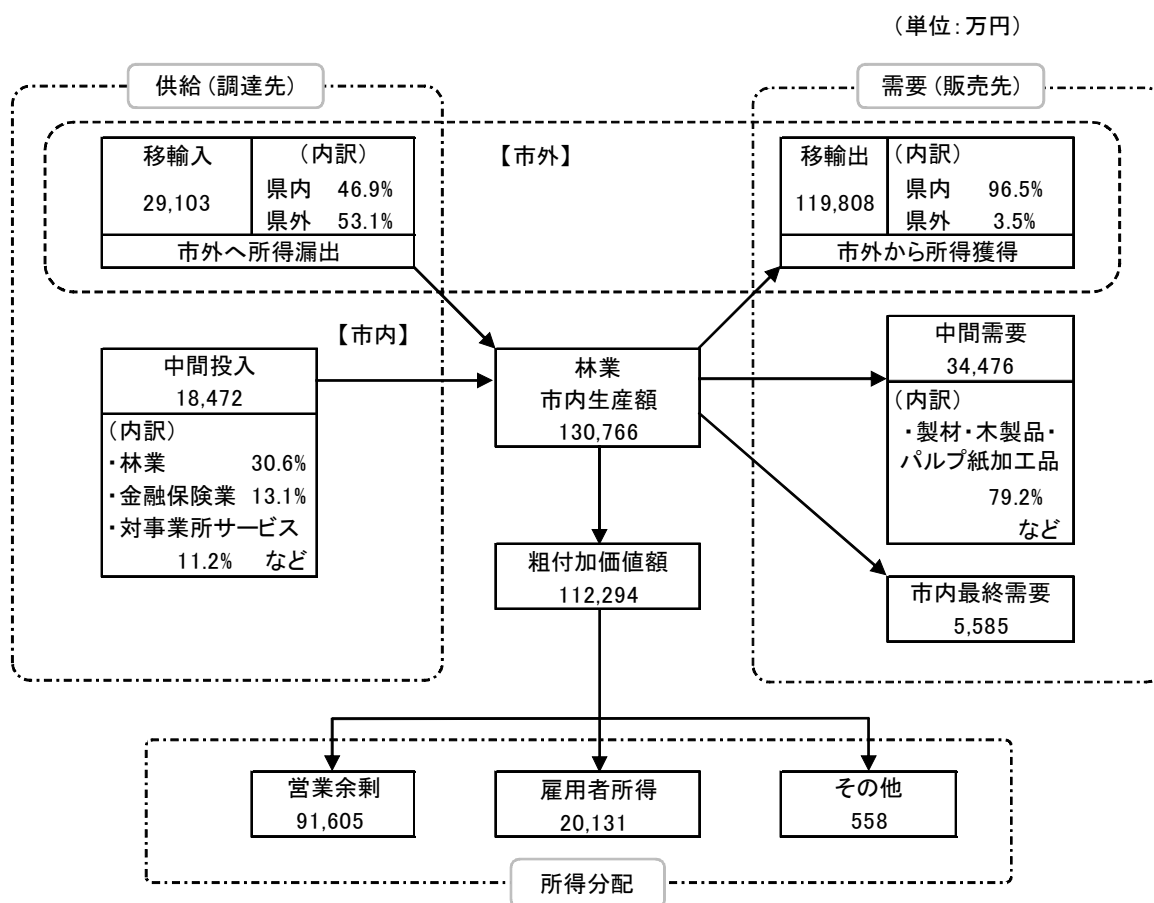 （単位：万円）
供給（調達先）
需要（販売先）
移輸入
29,103
（内訳）
県内 46.9%
県外 53.1%
市外へ所得漏出
【市外】
移輸出
119,808
（内訳）
県内 96.5%
県外 3.5%
市外から所得獲得
【市内】
中間投入
18,472
（内訳）
・林業 30.6%
・金融保険業 13.1%
・対事業所サービス
11.2% など
林業
市内生産額
130,766
中間需要
34,476
（内訳）
・製材・木製品・
パルプ紙加工品
79.2%
など
粗付加価値額
112,294
市内最終需要
5,585
営業余剰
91,605
雇用者所得
20,131
その他
558
所得分配